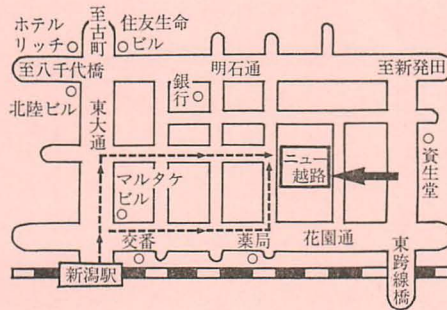 ホテル
リッチ
至古町
住友生命
ビル
至八千代橋
明石通
至新発田
銀行
北陸ビル
東大通
資生堂
ニュー
越路
マルタケ
ビル
交番
薬局
花園通
東跨線橋
新潟駅